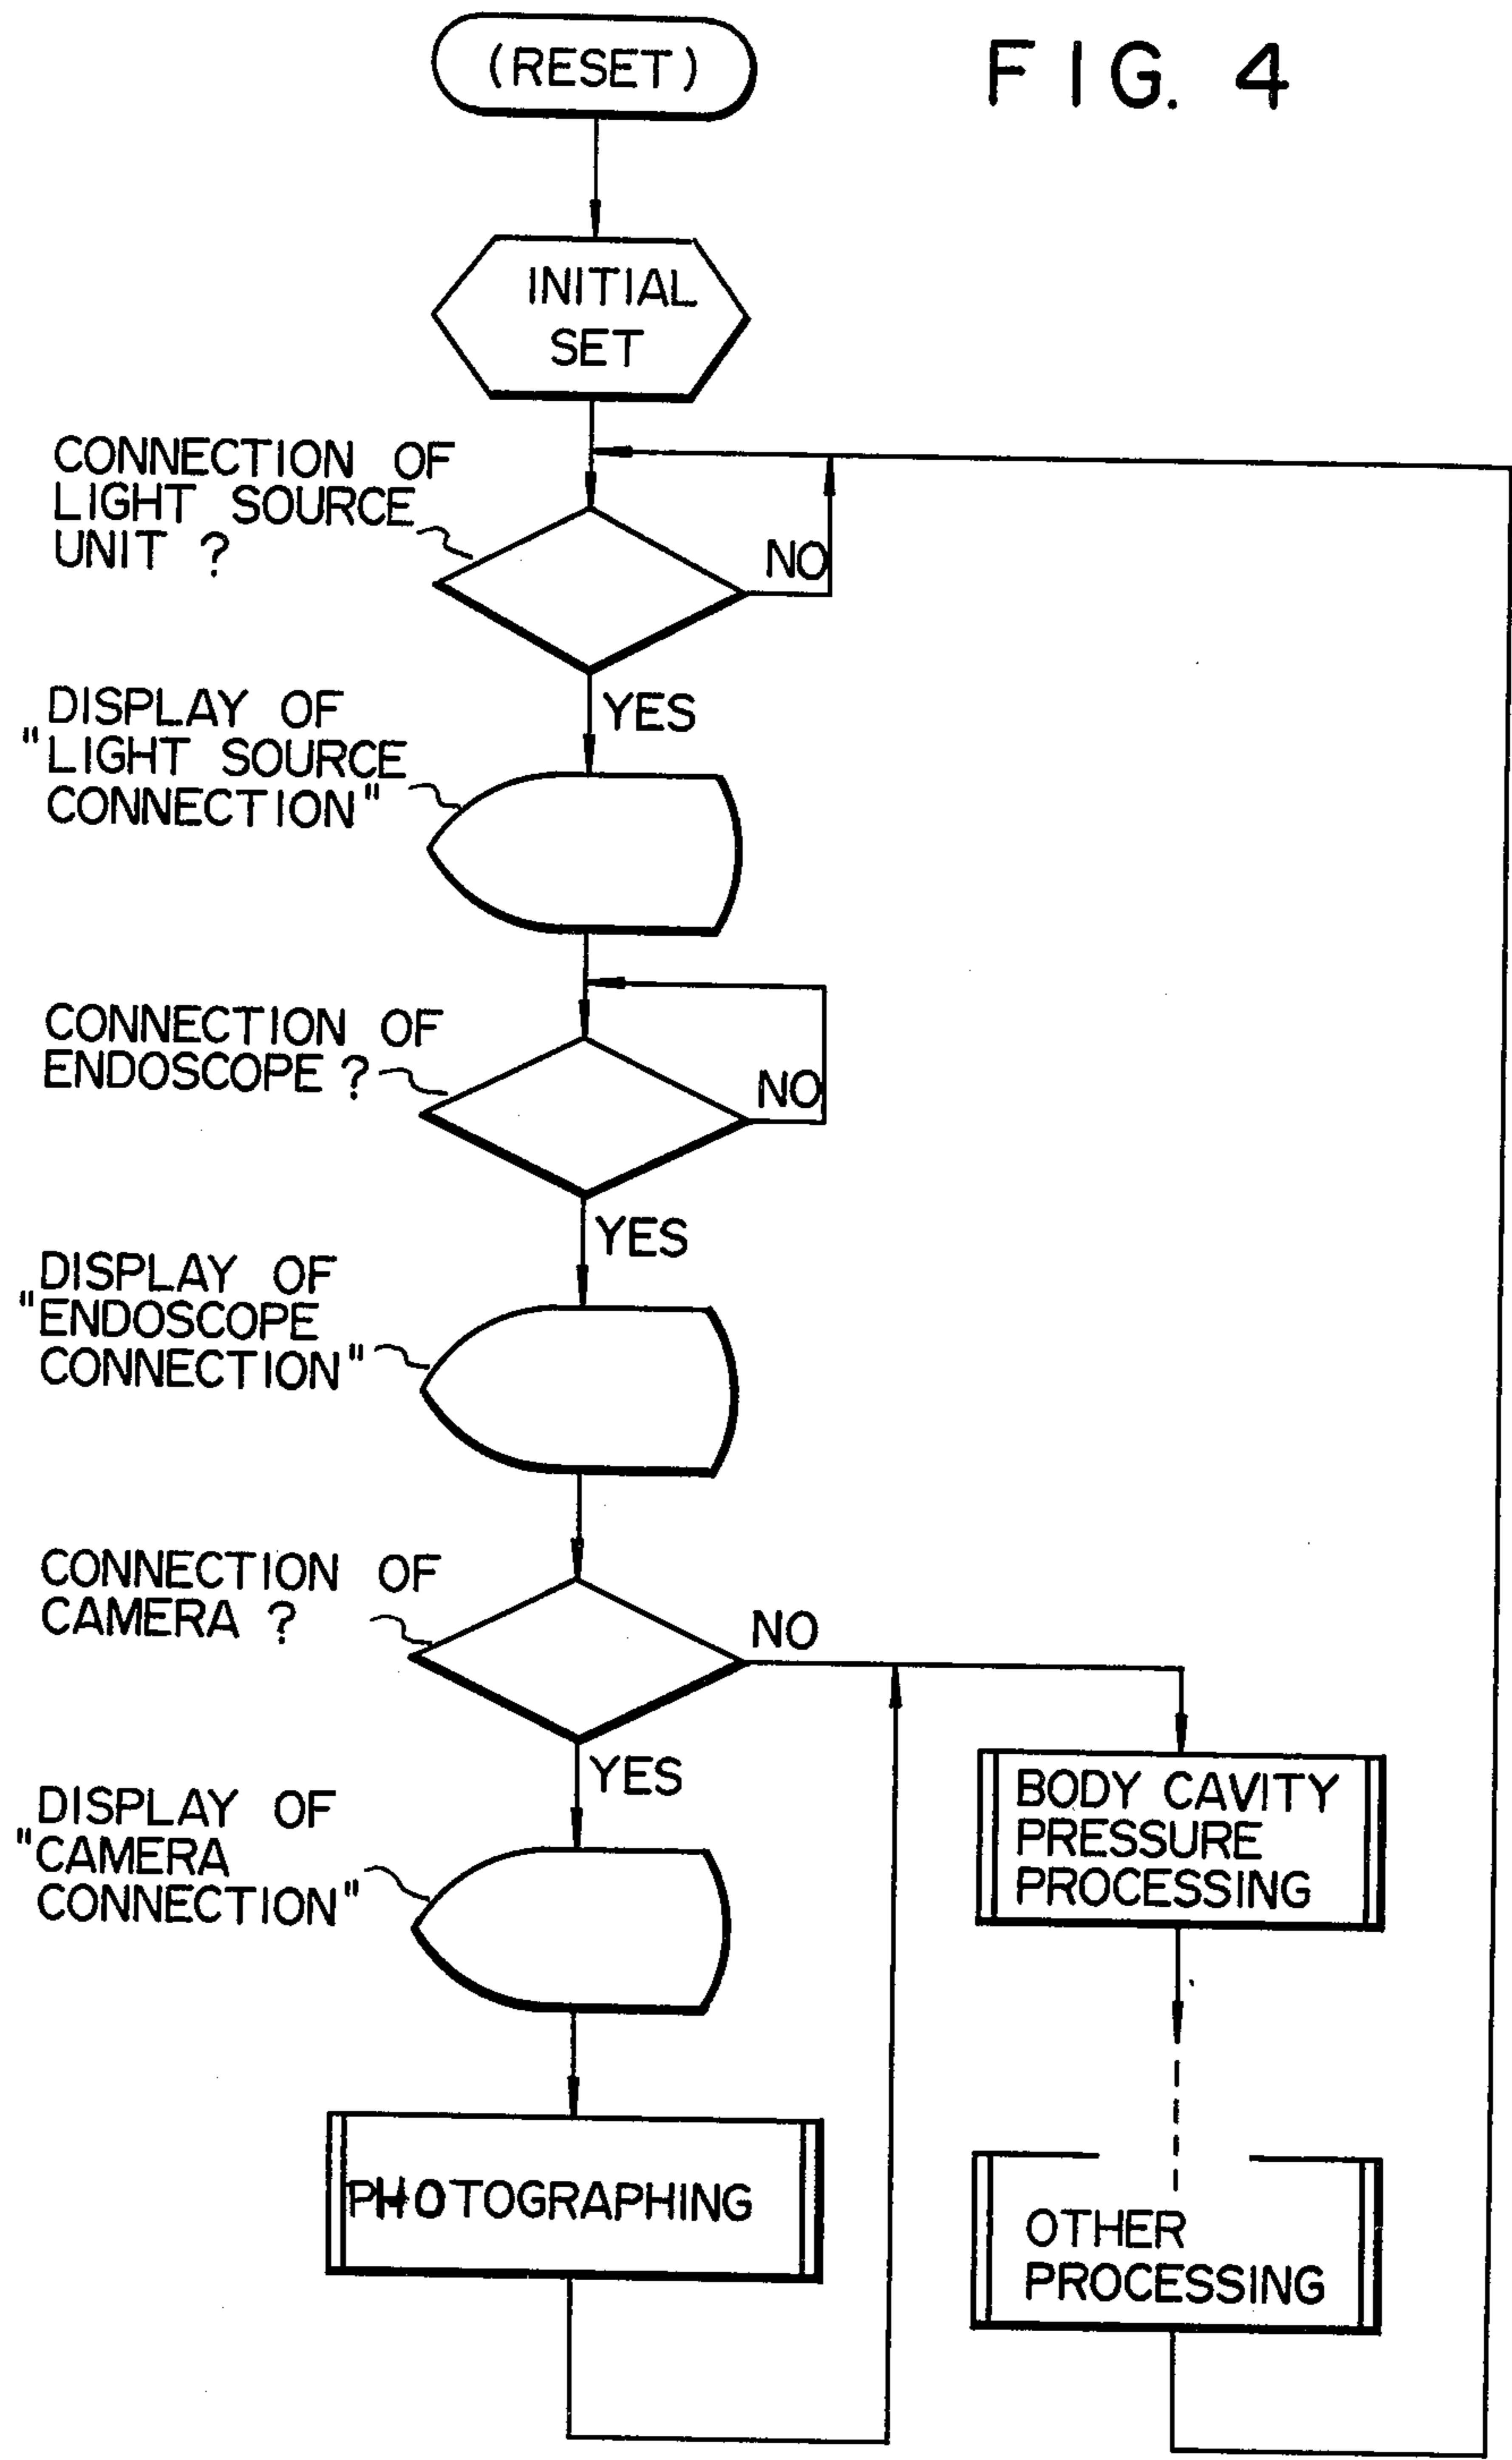 (RESET)
FIG. 4
INITIAL
SET
CONNECTION OF
LIGHT SOURCE
UNIT ?
NO
YES
DISPLAY OF
"LIGHT SOURCE
CONNECTION"
CONNECTION OF
ENDOSCOPE ?
NO
YES
DISPLAY OF
"ENDOSCOPE
CONNECTION"
CONNECTION OF
CAMERA ?
NO
YES
DISPLAY OF
"CAMERA
CONNECTION"
BODY CAVITY
PRESSURE
PROCESSING
PHOTOGRAPHING
OTHER
PROCESSING